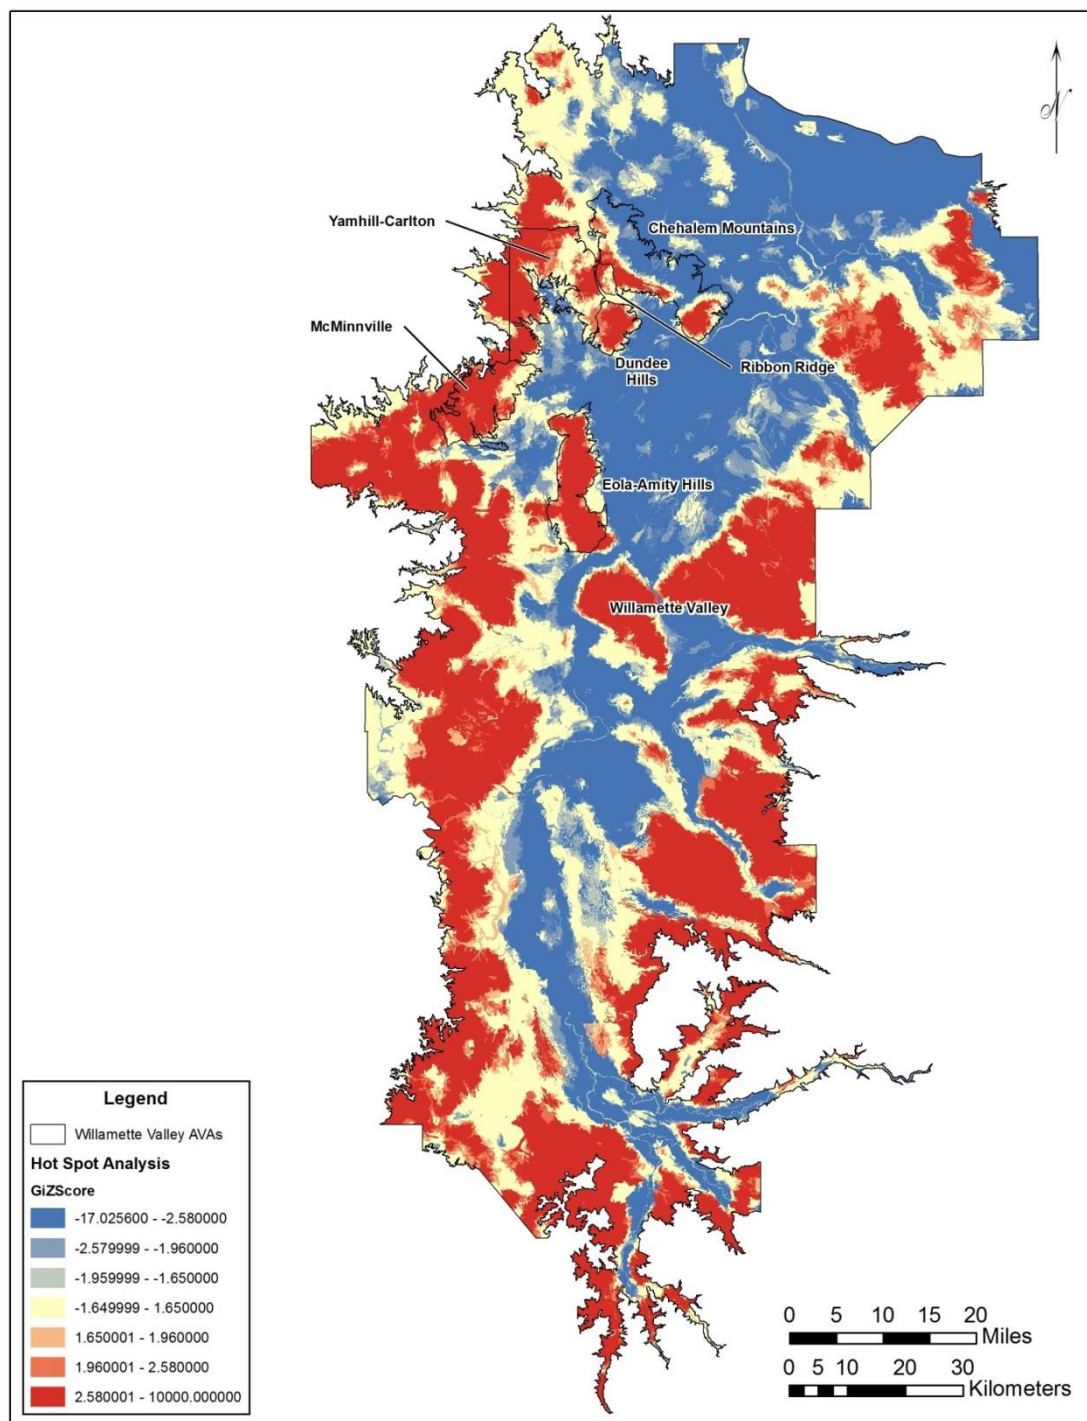 N
Yamhill-Carlton
Chehalem Mountains
McMinnville
Dundee
Hills
Ribbon Ridge
Eola-Amity Hills
Willamette Valley
Legend
Willamette Valley AVAs
Hot Spot Analysis
GiZScore
-17.025600 - -2.580000
-2.579999 - -1.960000
-1.959999 - -1.650000
-1.649999 - 1.650000
1.650001 - 1.960000
1.960001 - 2.580000
2.580001 - 10000.000000
0 5 10 15 20
Miles
0 5 10 20 30
Kilometers